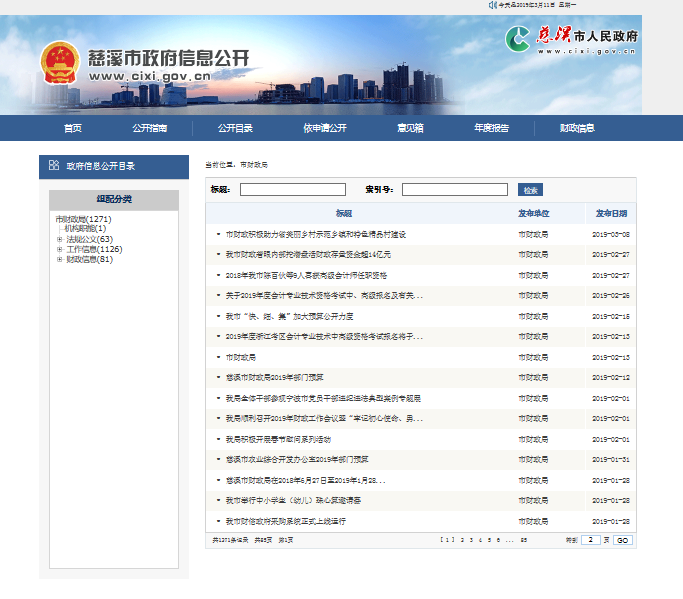 今天是2019年3月11日 星期一
慈溪市政府信息公开
www.cixi.gov.cn
慈溪市人民政府
www.cixi.gov.cn
首页 公开指南 公开目录 依申请公开 意见箱 年度报告 财政信息
政府信息公开目录
当前位置: 市财政局
组配分类
市财政局(1271)
机构职能(1)
法规公文(63)
工作信息(1126)
财政信息(81)
标题: 索引号: 检索
标题 发布单位 发布日期
市财政积极助力够美丽乡村示范乡镇和特色精品村建设 市财政局 2019-03-08
我市财政着眼内部挖潜盘活财政存量资金超14亿元 市财政局 2019-02-27
2018年我市陈百伙等9人喜获高级会计师任职资格 市财政局 2019-02-27
关于2019年度会计专业技术资格考试中、高级报名及有关... 市财政局 2019-02-26
我市“快、细、集”加大预算公开力度 市财政局 2019-02-15
2019年度浙江考区会计专业技术中高级资格考试报名将于... 市财政局 2019-02-13
市财政局 市财政局 2019-02-13
慈溪市财政局2019年部门预算 市财政局 2019-02-12
我局全体干部参观宁波市党员干部违纪违法典型案例专题展 市财政局 2019-02-01
我局顺利召开2019年财政工作会议暨“牢记初心使命、勇... 市财政局 2019-02-01
我局积极开展春节慰问系列活动 市财政局 2019-02-01
慈溪市农业综合开发办公室2019年部门预算 市财政局 2019-01-31
慈溪市财政局在2018年6月27日至2019年1月28... 市财政局 2019-01-28
我市举行中小学生（幼儿）珠心算邀请赛 市财政局 2019-01-28
我市财信政府采购系统正式上线运行 市财政局 2019-01-28
共1271条记录 共85页 第1页 [1] 2 3 4 5 6 ... 85 转到 2 页 GO